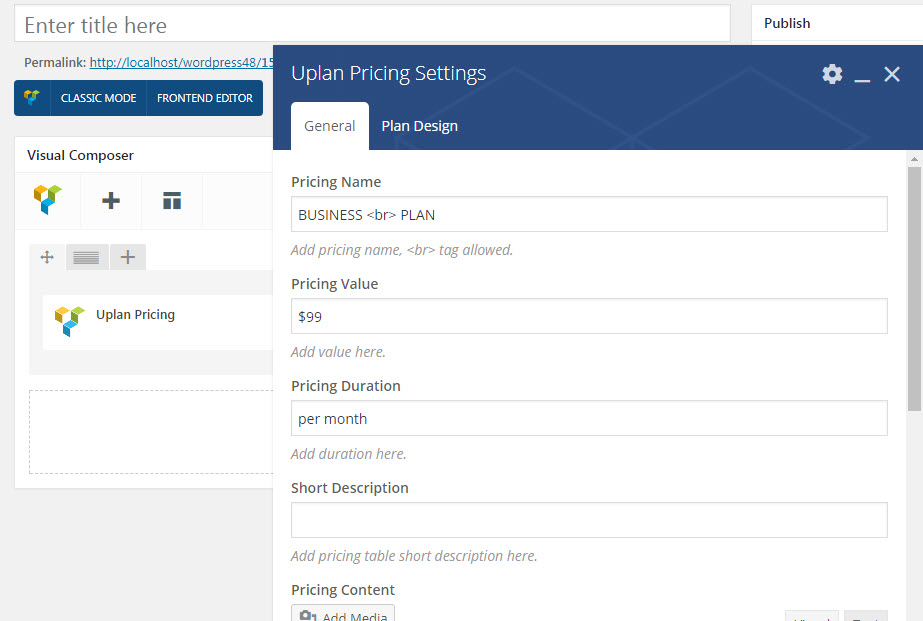 Enter title here
Publish
Permalink: http://localhost/wordpress48/15
CLASSIC MODE FRONTEND EDITOR
Visual Composer
Uplan Pricing
Uplan Pricing Settings
General Plan Design
Pricing Name
BUSINESS <br> PLAN
Add pricing name, <br> tag allowed.
Pricing Value
$99
Add value here.
Pricing Duration
per month
Add duration here.
Short Description
Add pricing table short description here.
Pricing Content
Add Media